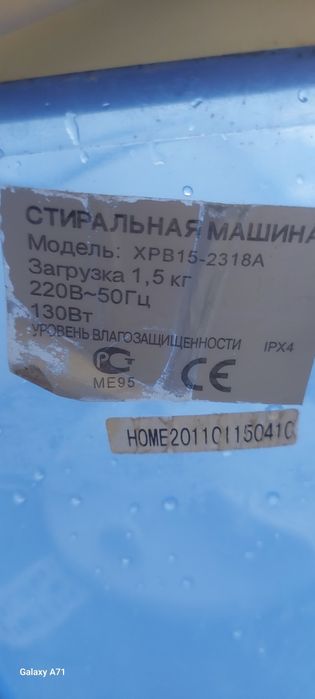 СТИРАЛЬНАЯ МАШИНА
Модель: XPB15-2318A
Загрузка 1,5 кг
220В~50Гц
130Вт
УРОВЕНЬ ВЛАГОЗАЩИЩЕННОСТИ IPX4
РСТ CE
МЕ95
HOME20110115041C
Galaxy A71